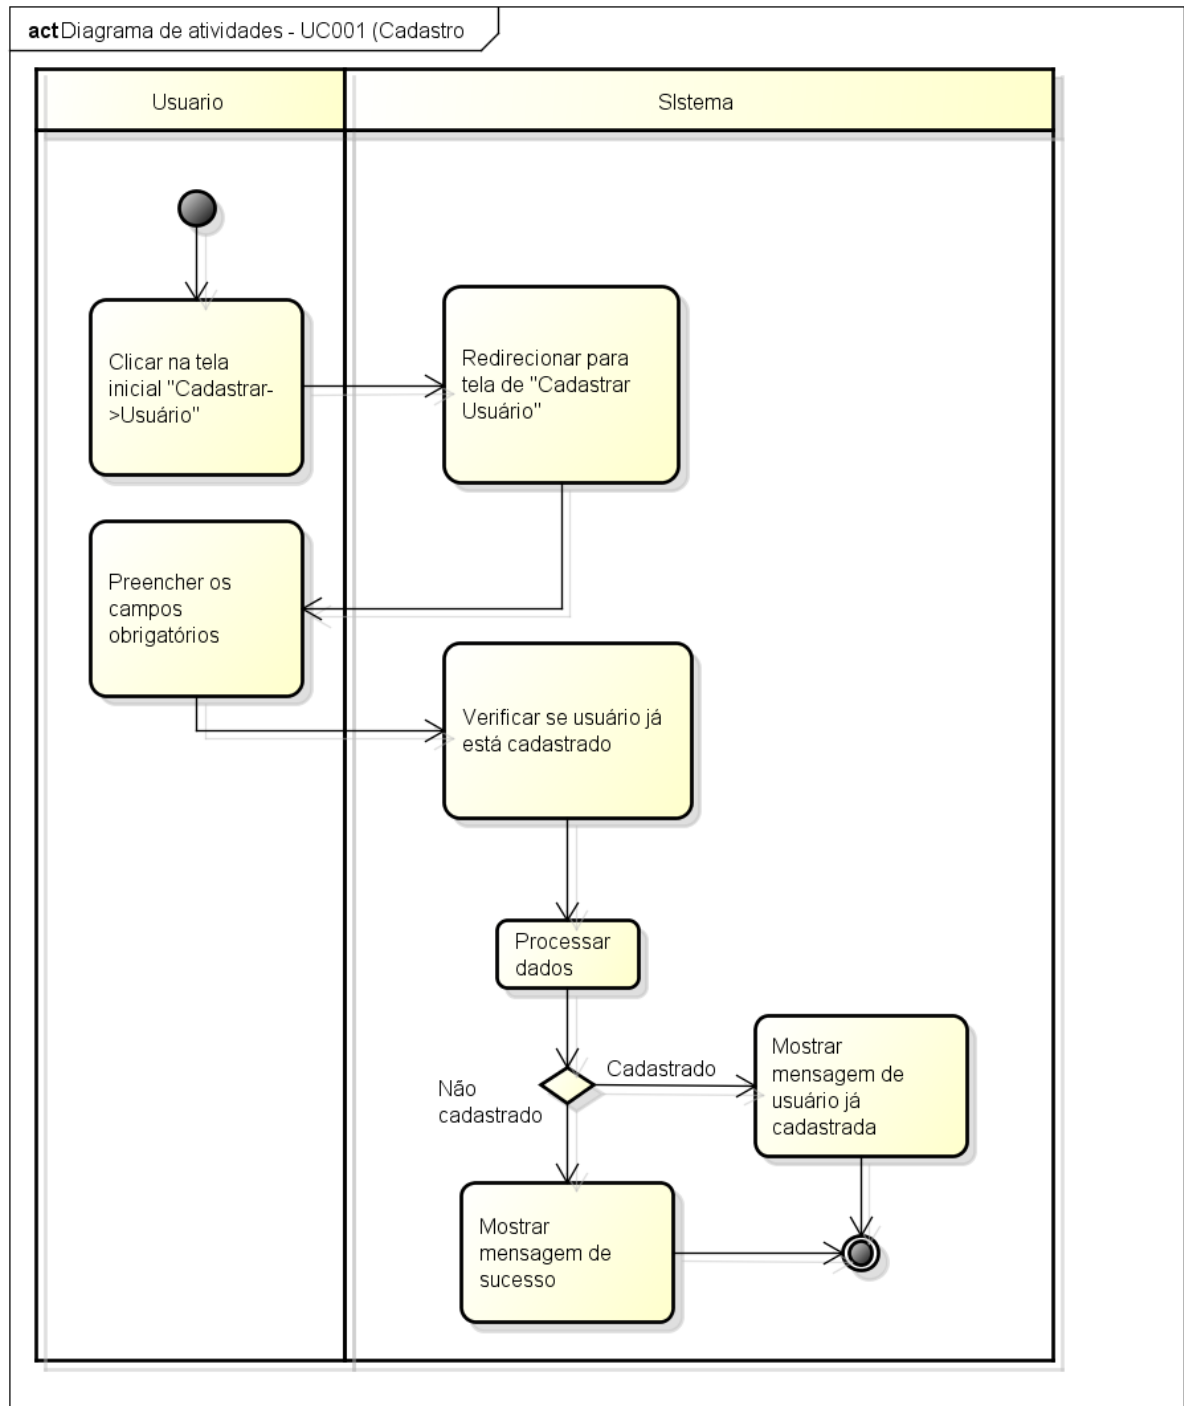 act Diagrama de atividades - UC001 (Cadastro
Usuario
SIstema
Clicar na tela
inicial "Cadastrar-
>Usuário"
Redirecionar para
tela de "Cadastrar
Usuário"
Preencher os
campos
obrigatórios
Verificar se usuário já
está cadastrado
Processar
dados
Cadastrado
Não
cadastrado
Mostrar
mensagem de
usuário já
cadastrada
Mostrar
mensagem de
sucesso